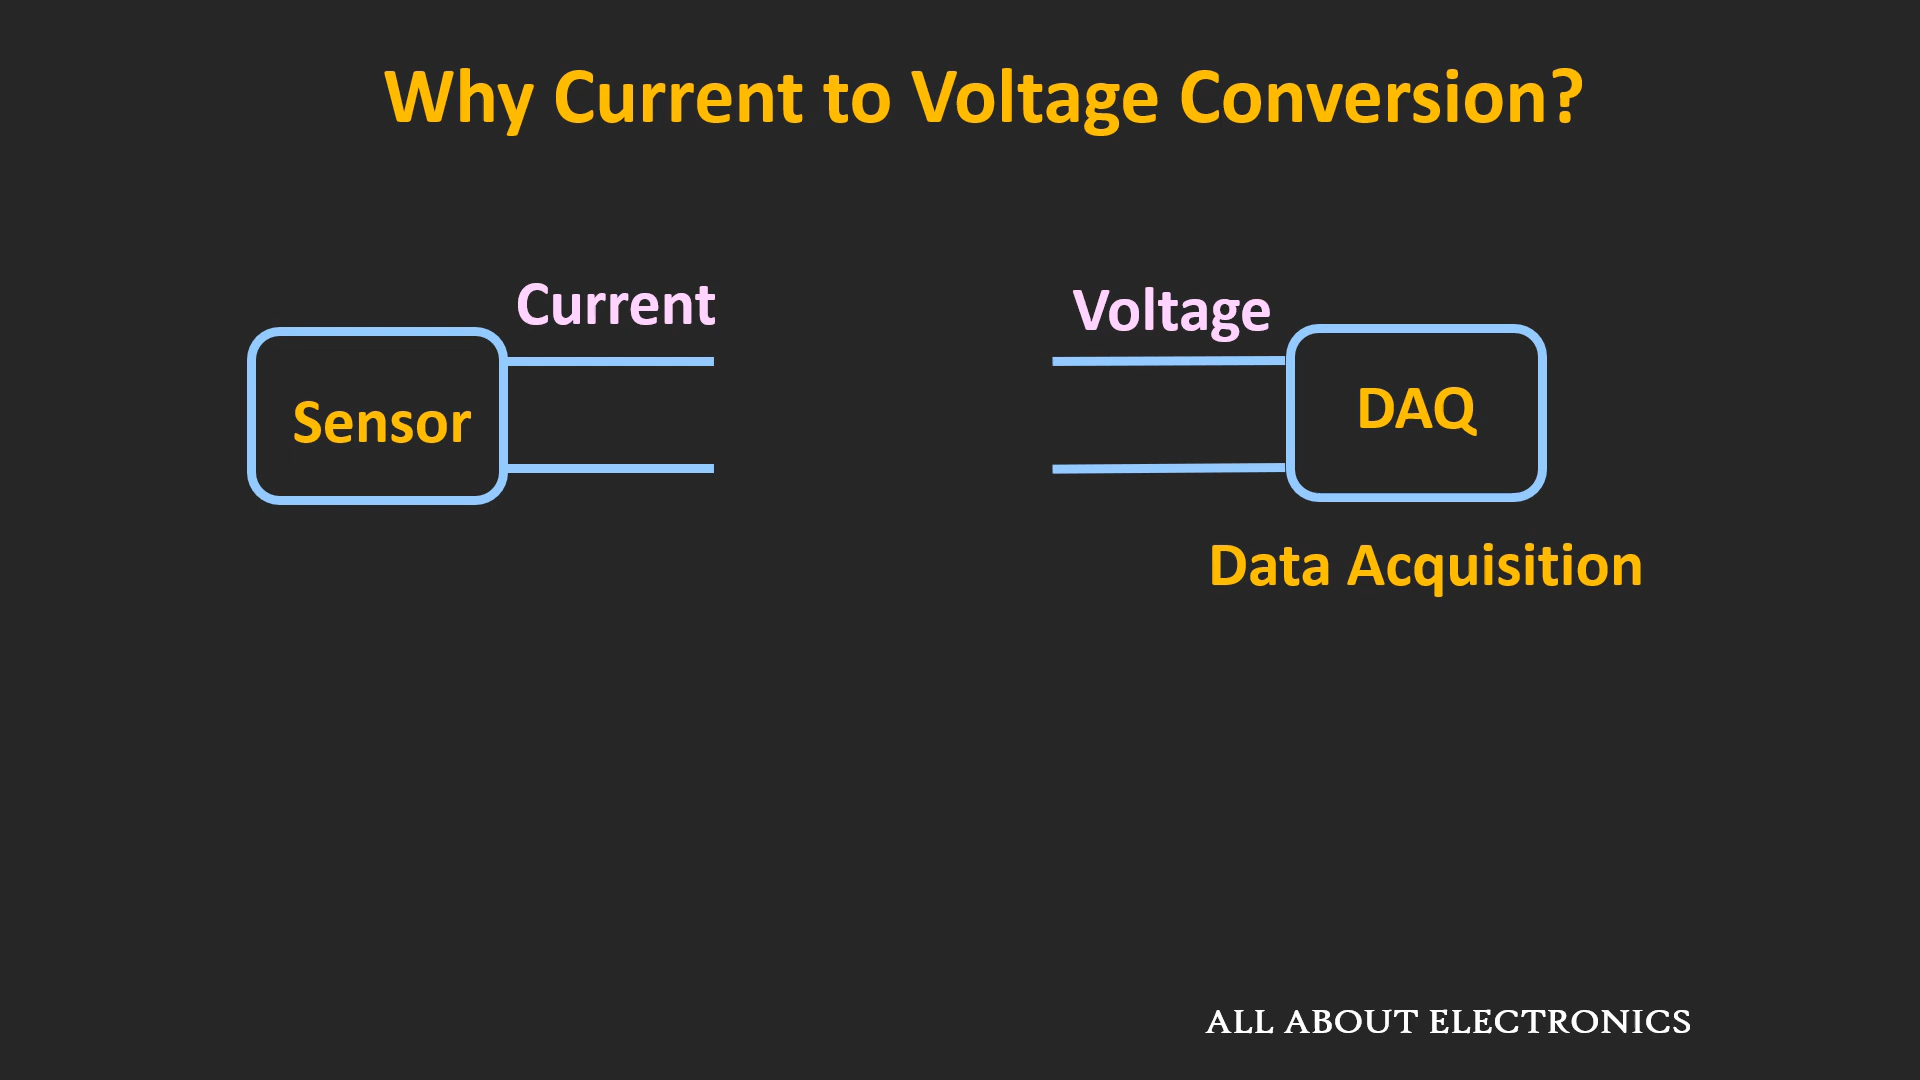 Why Current to Voltage Conversion?
Current
Voltage
Sensor
DAQ
Data Acquisition
ALL ABOUT ELECTRONICS